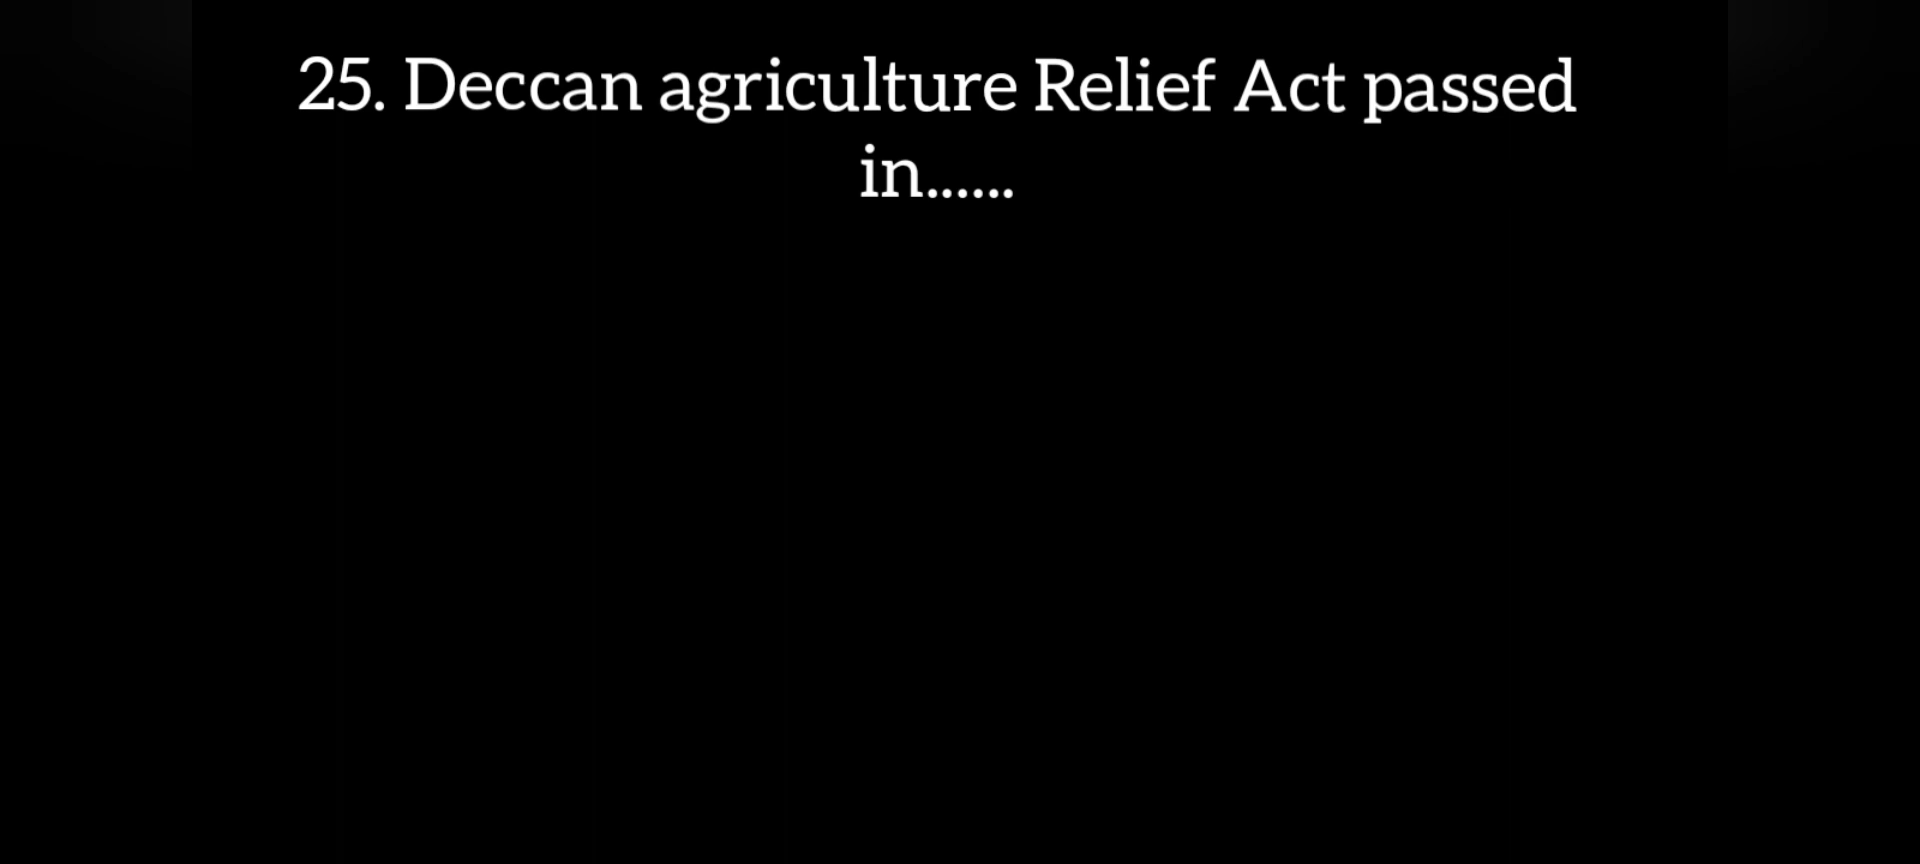 25. Deccan agriculture Relief Act passed
in......